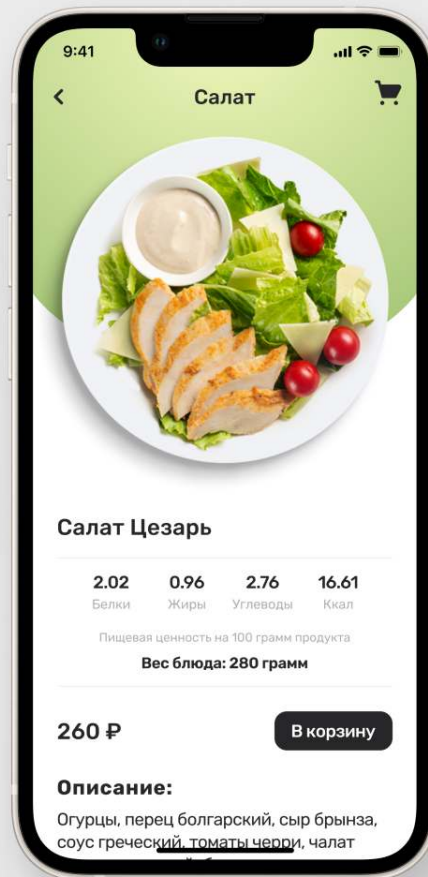 9:41
Салат
Салат Цезарь
2.02 0.96 2.76 16.61
Белки Жиры Углеводы Ккал
Пищевая ценность на 100 грамм продукта
Вес блюда: 280 грамм
260 ₽ В корзину
Описание:
Огурцы, перец болгарский, сыр брынза,
соус греческий, томаты черри, чалат